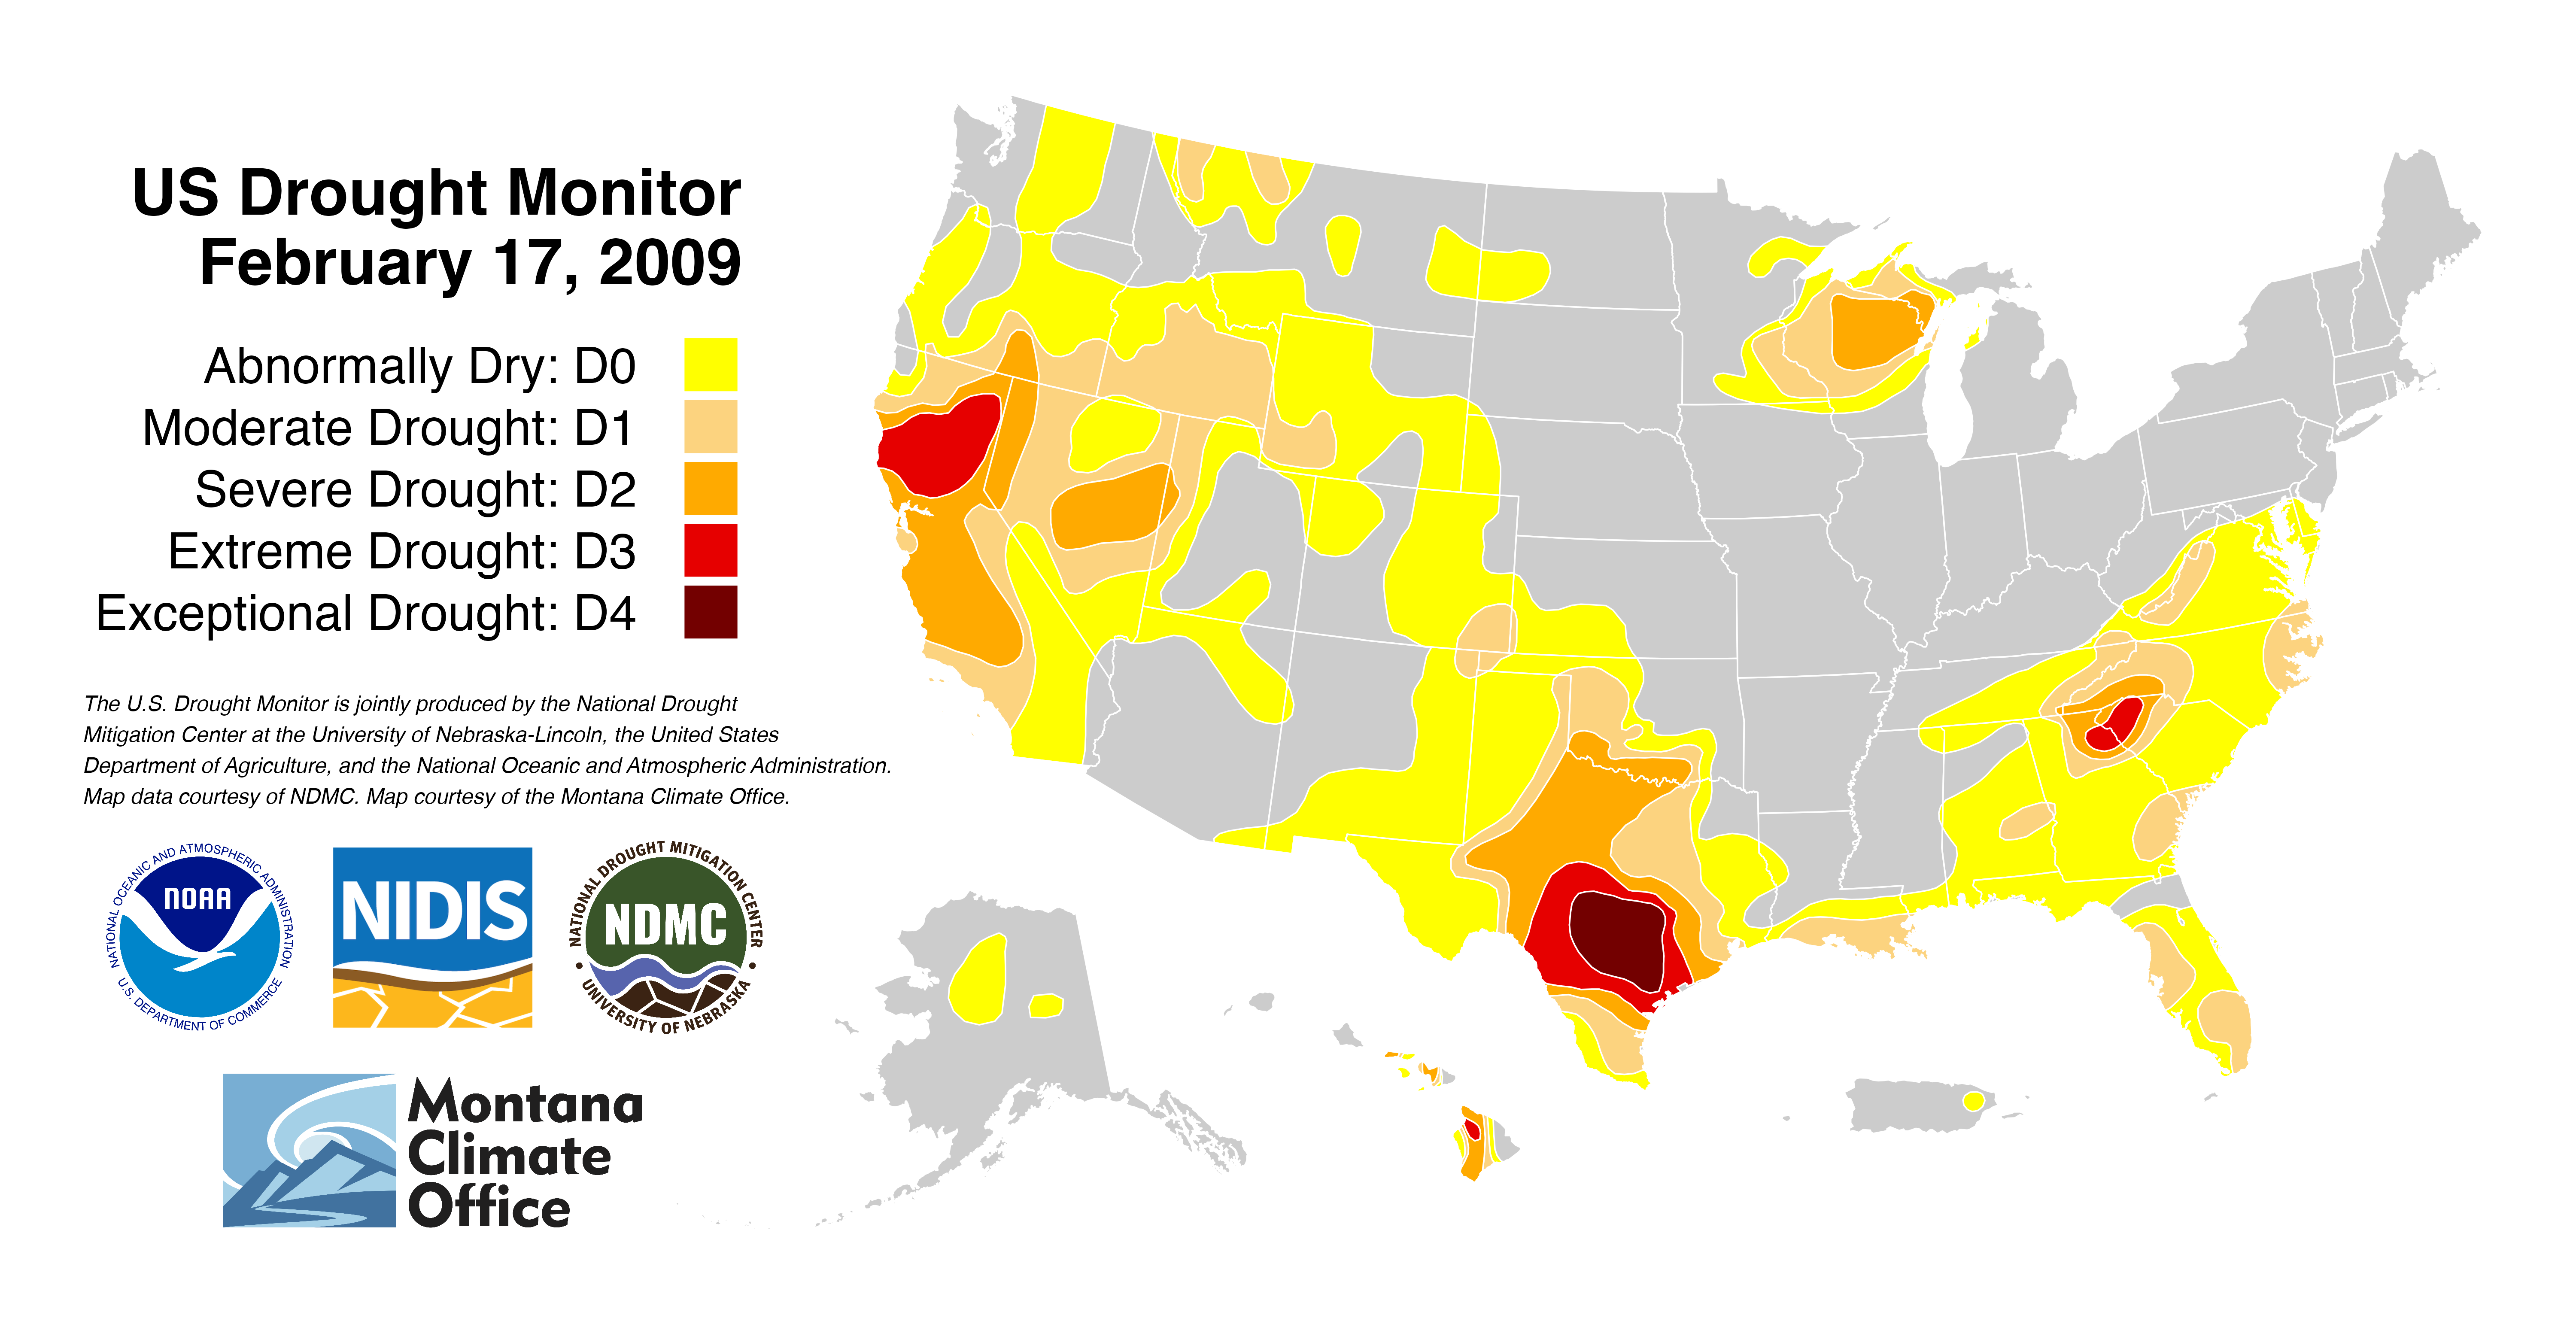 US Drought Monitor
February 17, 2009
Abnormally Dry: D0
Moderate Drought: D1
Severe Drought: D2
Extreme Drought: D3
Exceptional Drought: D4
The U.S. Drought Monitor is jointly produced by the National Drought
Mitigation Center at the University of Nebraska-Lincoln, the United States
Department of Agriculture, and the National Oceanic and Atmospheric Administration.
Map data courtesy of NDMC. Map courtesy of the Montana Climate Office.
NATIONAL OCEANIC AND ATMOSPHERIC ADMINISTRATION
NOAA
U.S. DEPARTMENT OF COMMERCE
NIDIS
NATIONAL DROUGHT MITIGATION CENTER
NDMC
UNIVERSITY OF NEBRASKA
Montana
Climate
Office